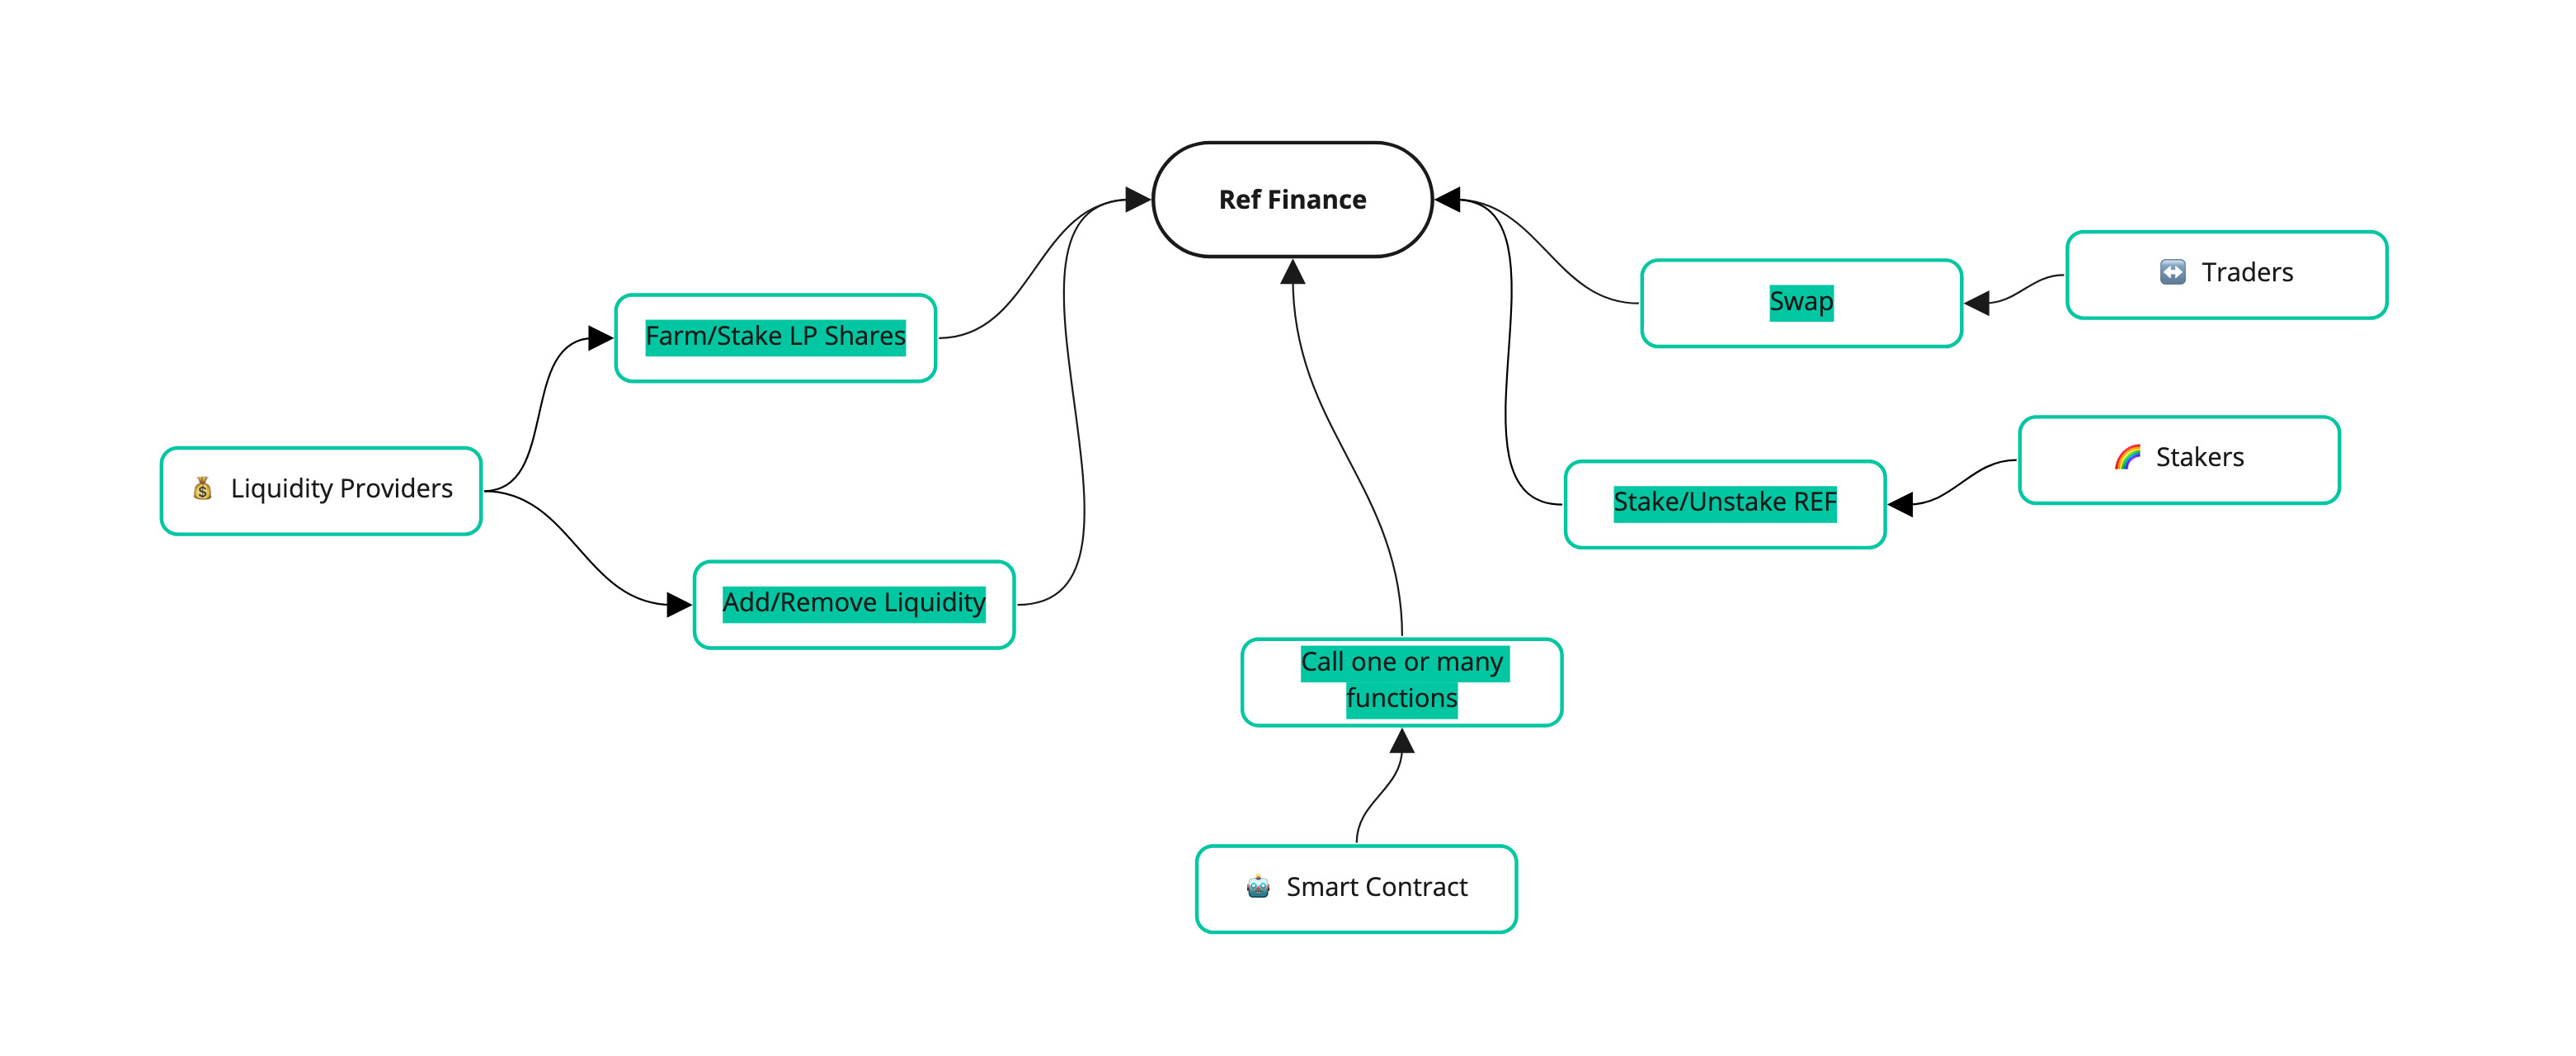 Ref Finance
Traders
Swap
Farm/Stake LP Shares
Stakers
Liquidity Providers
Stake/Unstake REF
Add/Remove Liquidity
Call one or many
functions
Smart Contract